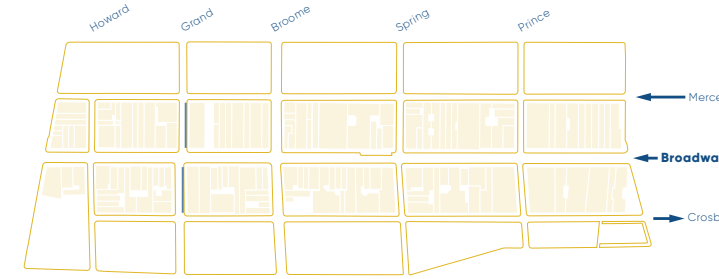 Howard
Grand
Broome
Spring
Prince
Merce
Broadwa
Crosb